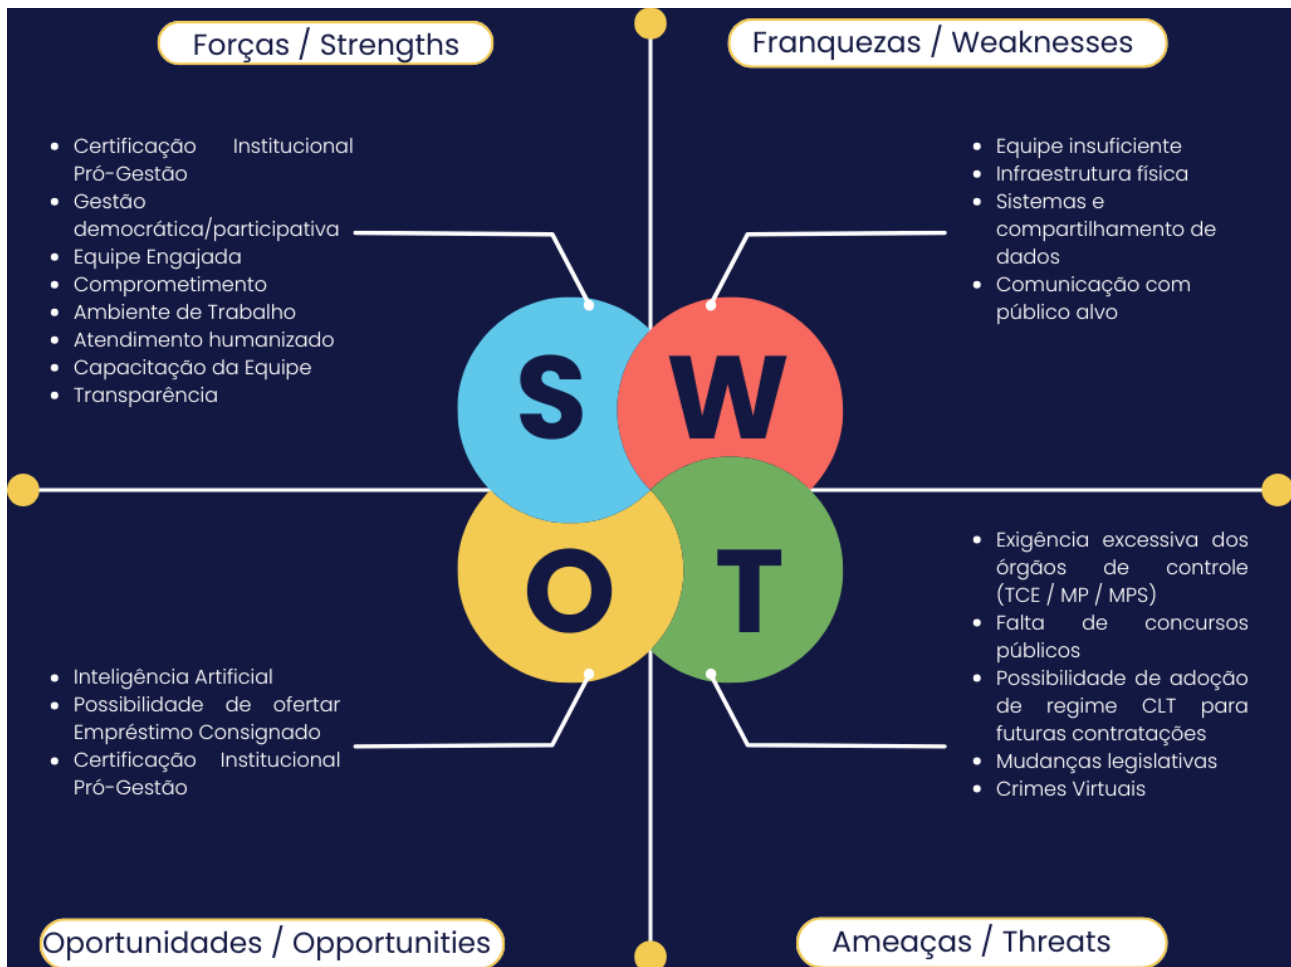 Forças / Strengths
Certificação Institucional
Pró-Gestão
Gestão
democrática/participativa
Equipe Engajada
Comprometimento
Ambiente de Trabalho
Atendimento humanizado
Capacitação da Equipe
Transparência
Franquezas / Weaknesses
Equipe insuficiente
Infraestrutura física
Sistemas e
compartilhamento de
dados
Comunicação com
público alvo
S
W
O
T
Inteligência Artificial
Possibilidade de ofertar
Empréstimo Consignado
Certificação Institucional
Pró-Gestão
Oportunidades / Opportunities
Exigência excessiva dos
órgãos de controle
(TCE / MP / MPS)
Falta de concursos
públicos
Possibilidade de adoção
de regime CLT para
futuras contratações
Mudanças legislativas
Crimes Virtuais
Ameaças / Threats